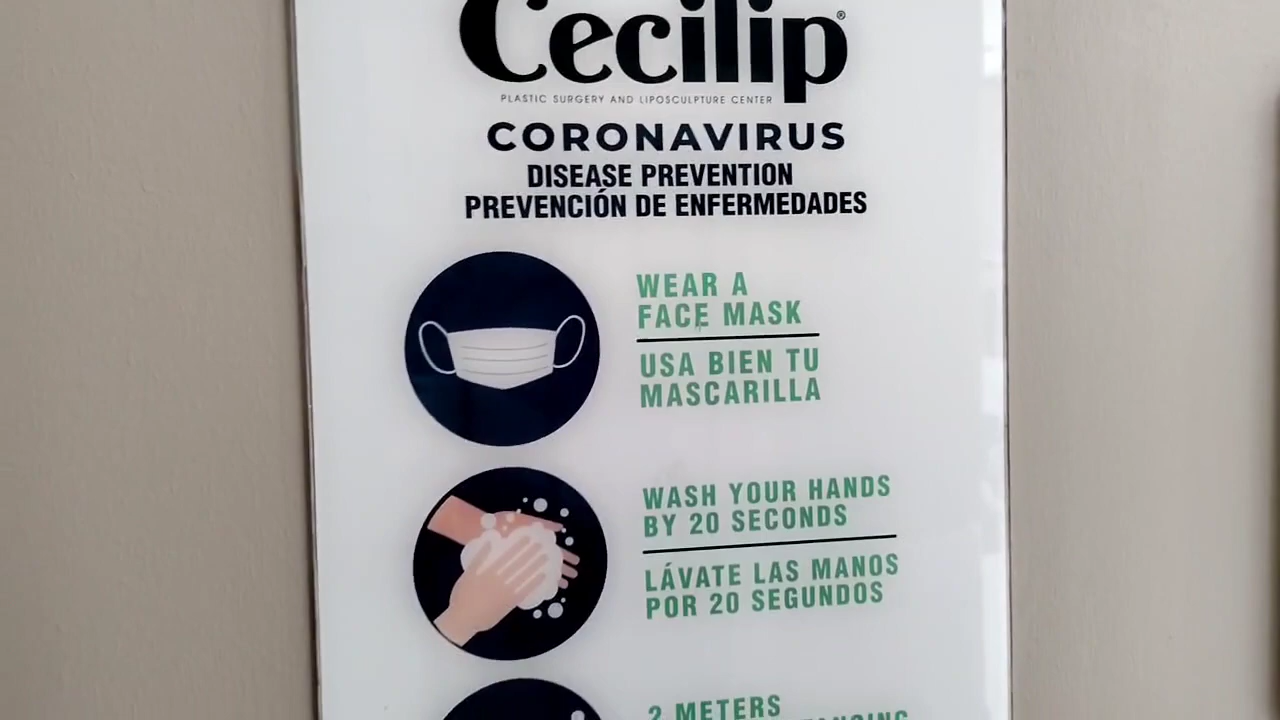 Cecilip®
PLASTIC SURGERY AND LIPOSCULPTURE CENTER
CORONAVIRUS
DISEASE PREVENTION
PREVENCIÓN DE ENFERMEDADES
WEAR A
FACE MASK
USA BIEN TU
MASCARILLA
WASH YOUR HANDS
BY 20 SECONDS
LÁVATE LAS MANOS
POR 20 SEGUNDOS
2 METERS